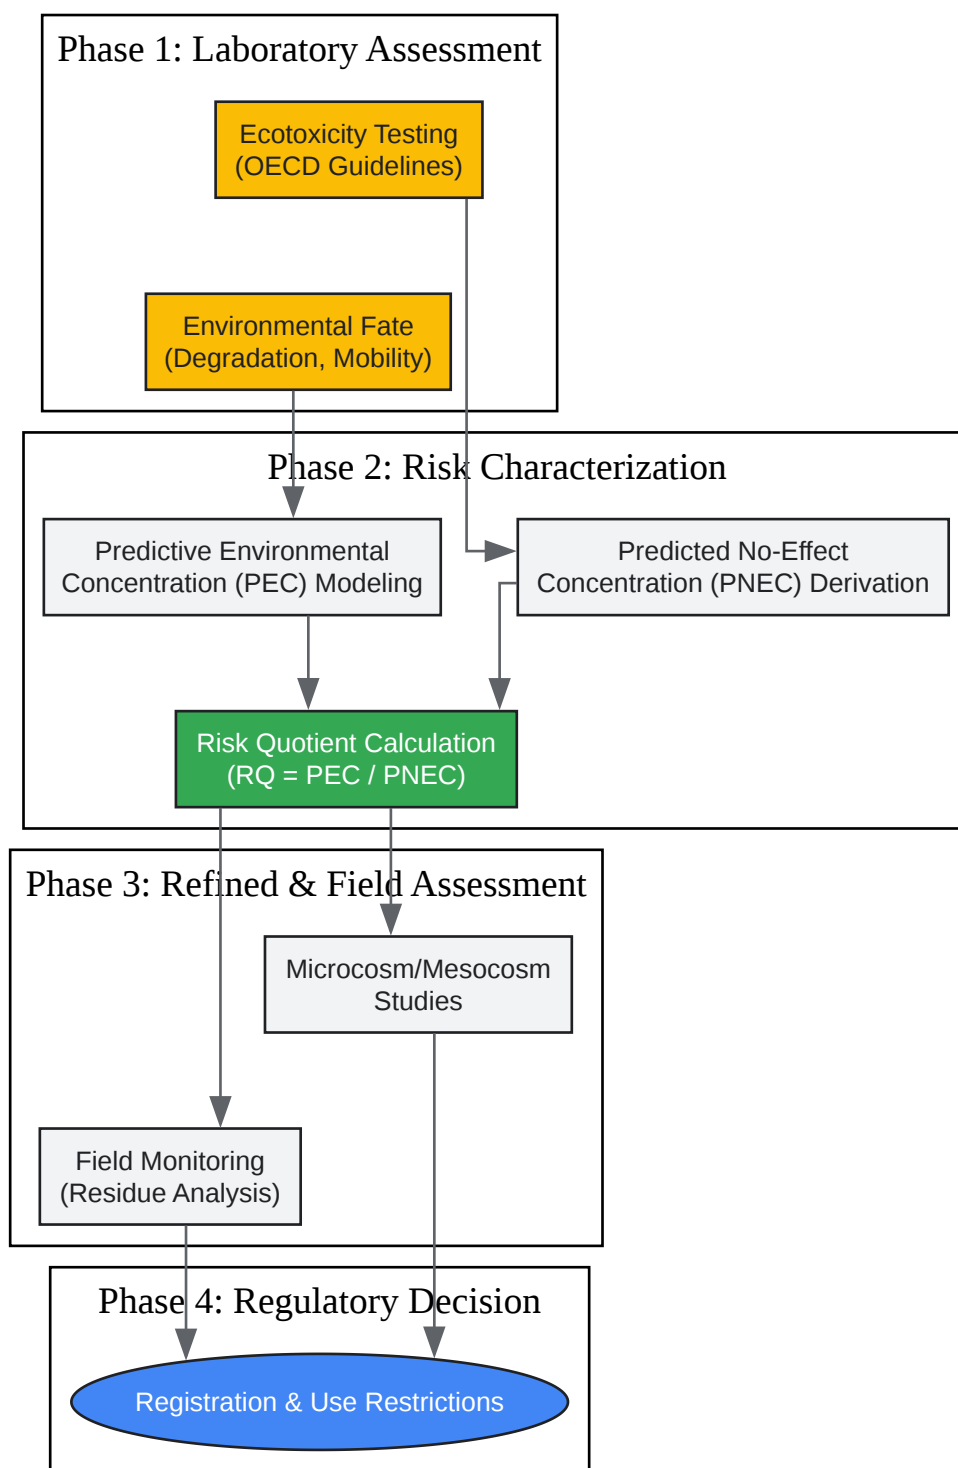 Phase 1: Laboratory Assessment
Ecotoxicity Testing
(OECD Guidelines)
Environmental Fate
(Degradation, Mobility)
Phase 2: Risk Characterization
Predictive Environmental
Concentration (PEC) Modeling
Predicted No-Effect
Concentration (PNEC) Derivation
Risk Quotient Calculation
(RQ = PEC / PNEC)
Phase 3: Refined & Field Assessment
Microcosm/Mesocosm
Studies
Field Monitoring
(Residue Analysis)
Phase 4: Regulatory Decision
Registration & Use Restrictions